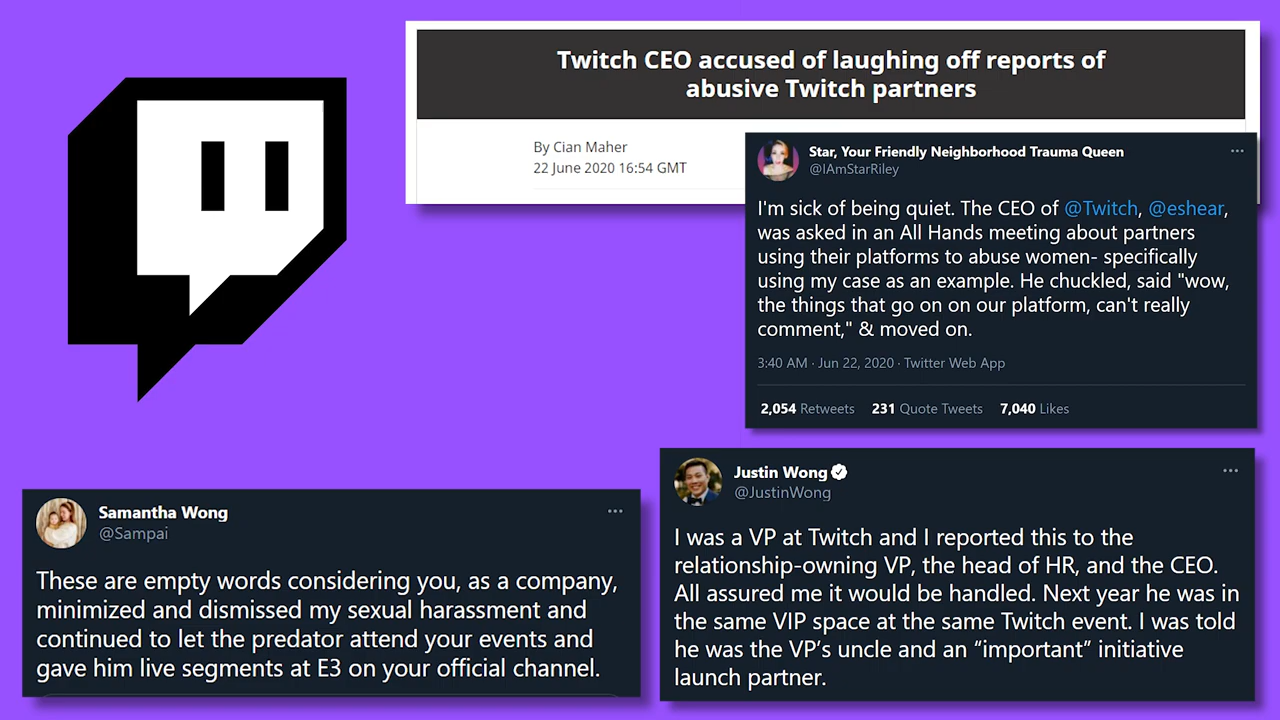 Twitch CEO accused of laughing off reports of
abusive Twitch partners
By Cian Maher
22 June 2020 16:54 GMT
Star, Your Friendly Neighborhood Trauma Queen
@IAmStarRiley
I'm sick of being quiet. The CEO of @Twitch, @eshear,
was asked in an All Hands meeting about partners
using their platforms to abuse women- specifically
using my case as an example. He chuckled, said "wow,
the things that go on on our platform, can't really
comment," & moved on.
3:40 AM · Jun 22, 2020 · Twitter Web App
2,054 Retweets 231 Quote Tweets 7,040 Likes
Samantha Wong
@Sampai
These are empty words considering you, as a company,
minimized and dismissed my sexual harassment and
continued to let the predator attend your events and
gave him live segments at E3 on your official channel.
Justin Wong
@JustinWong
I was a VP at Twitch and I reported this to the
relationship-owning VP, the head of HR, and the CEO.
All assured me it would be handled. Next year he was in
the same VIP space at the same Twitch event. I was told
he was the VP’s uncle and an “important” initiative
launch partner.